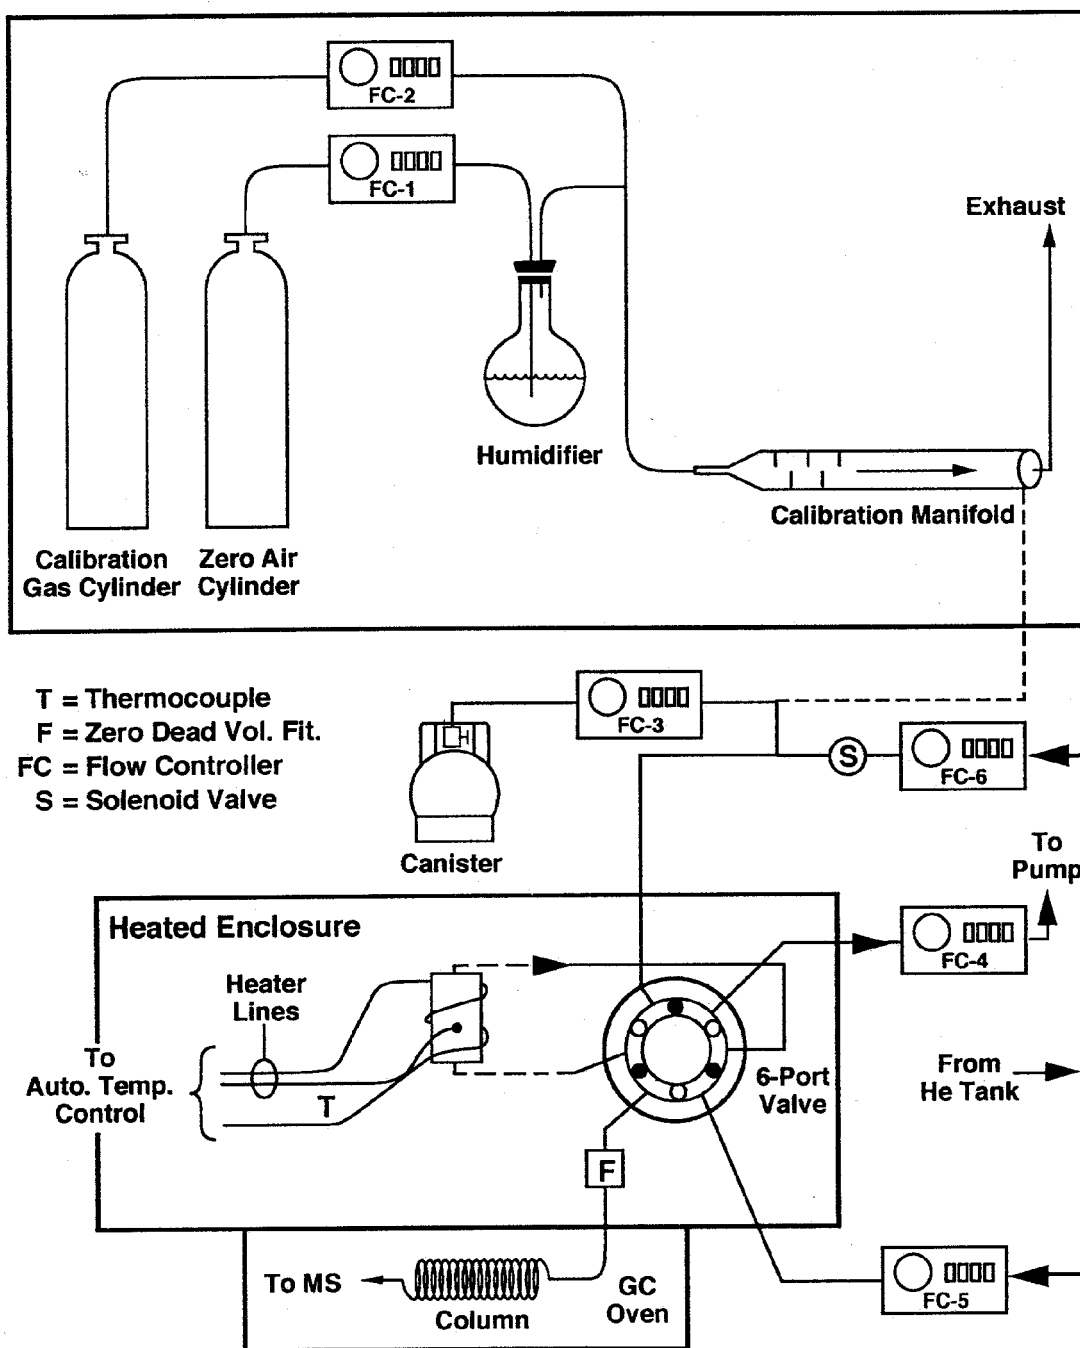 FC-2
FC-1
Exhaust
Humidifier
Calibration Manifold
Calibration
Gas Cylinder
Zero Air
Cylinder
T = Thermocouple
F = Zero Dead Vol. Fit.
FC = Flow Controller
S = Solenoid Valve
FC-3
S
FC-6
Canister
To
Pump
Heated Enclosure
FC-4
Heater
Lines
To
Auto. Temp.
Control
T
6-Port
Valve
From
He Tank
F
To MS
Column
GC
Oven
FC-5